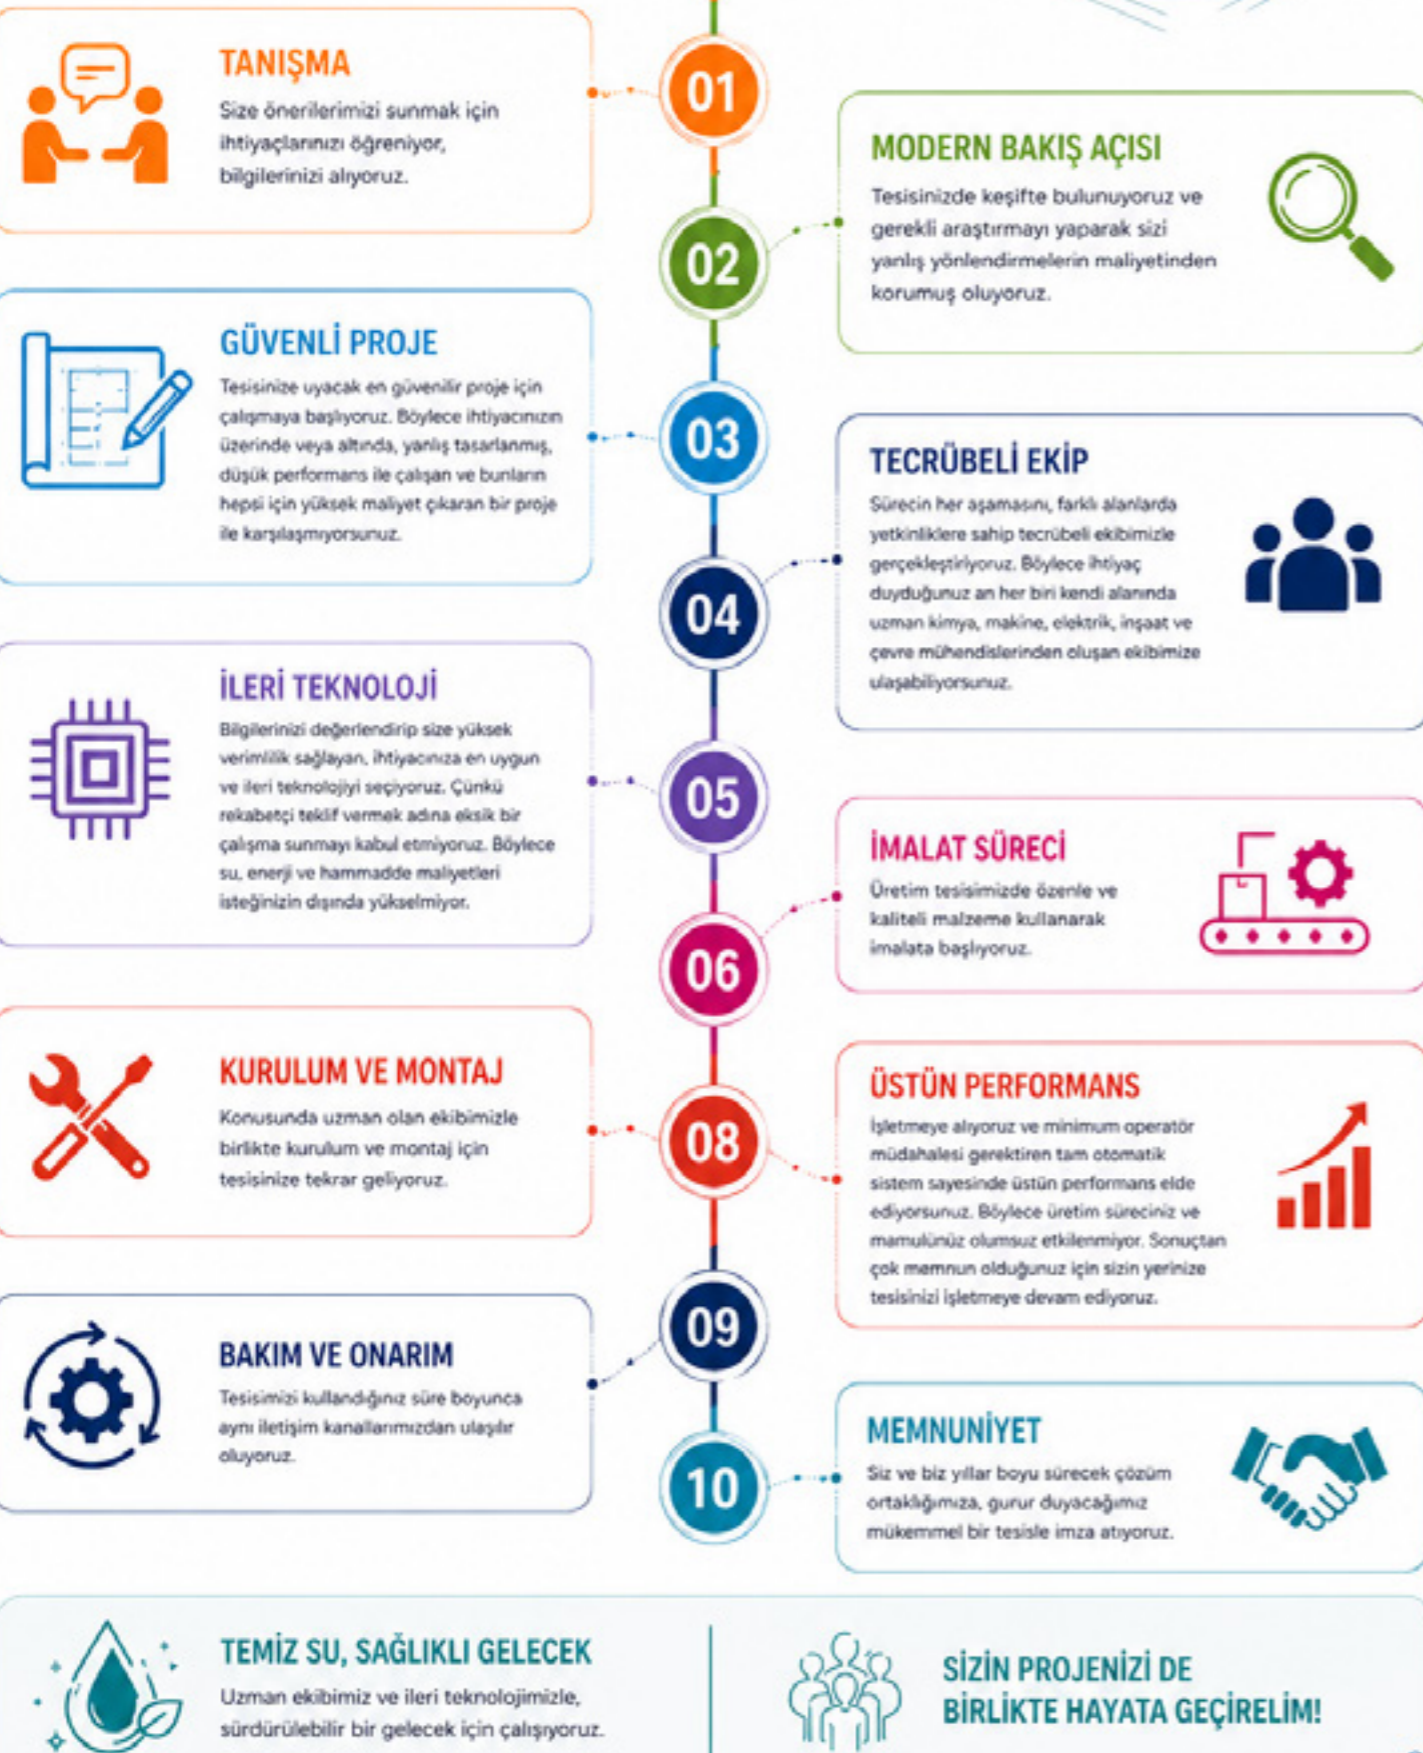 01
TANIŞMA
Size önerilerimizi sunmak için
ihtiyaçlarınızı öğreniyor,
bilgilerinizi alıyoruz.
02
MODERN BAKIŞ AÇISI
Tesisinizde keşifte bulunuyoruz ve
gerekli araştırmayı yaparak sizi
yanlış yönlendirmelerin maliyetinden
korumuş oluyoruz.
03
GÜVENLİ PROJE
Tesisinize uyacak en güvenilir proje için
çalışmaya başlıyoruz. Böylece ihtiyacınızın
üzerinde veya altında, yanlış tasarlanmış,
düşük performans ile çalışan ve bunların
hepsi için yüksek maliyet çıkaran bir proje
ile karşılaşmıyorsunuz.
04
TECRÜBELİ EKİP
Sürecin her aşamasını, farklı alanlarda
yetkinliklere sahip tecrübeli ekibimizle
gerçekleştiriyoruz. Böylece ihtiyaç
duyduğunuz an her biri kendi alanında
uzman kimya, makine, elektrik, inşaat ve
çevre mühendislerinden oluşan ekibimize
ulaşabiliyorsunuz.
05
İLERİ TEKNOLOJİ
Bilgilerinizi değerlendirip size yüksek
verimlilik sağlayan, ihtiyacınıza en uygun
ve ileri teknolojiyi seçiyoruz. Çünkü
rekabetçi teklif vermek adına eksik bir
çalışma sunmayı kabul etmiyoruz. Böylece
su, enerji ve hammadde maliyetleri
isteğinizin dışında yükselmiyor.
06
İMALAT SÜRECİ
Üretim tesisimizde özenle ve
kaliteli malzeme kullanarak
imalata başlıyoruz.
08
KURULUM VE MONTAJ
Konusunda uzman olan ekibimizle
birlikte kurulum ve montaj için
tesisinize tekrar geliyoruz.
ÜSTÜN PERFORMANS
İşletmeye alıyoruz ve minimum operatör
müdahalesi gerektiren tam otomatik
sistem sayesinde üstün performans elde
ediyorsunuz. Böylece üretim süreciniz ve
mamulünüz olumsuz etkilenmiyor. Sonuçtan
çok memnun olduğunuz için sizin yerinize
tesisinizi işletmeye devam ediyoruz.
09
BAKIM VE ONARIM
Tesisimizi kullandığınız süre boyunca
aynı iletişim kanallarımızdan ulaşılır
oluyoruz.
10
MEMNUNİYET
Siz ve biz yıllar boyu sürecek çözüm
ortaklığımıza, gurur duyacağımız
mükemmel bir tesisle imza atıyoruz.
TEMİZ SU, SAĞLIKLI GELECEK
Uzman ekibimiz ve ileri teknolojimizle,
sürdürülebilir bir gelecek için çalışıyoruz.
SİZİN PROJENİZİ DE
BİRLİKTE HAYATA GEÇİRELİM!